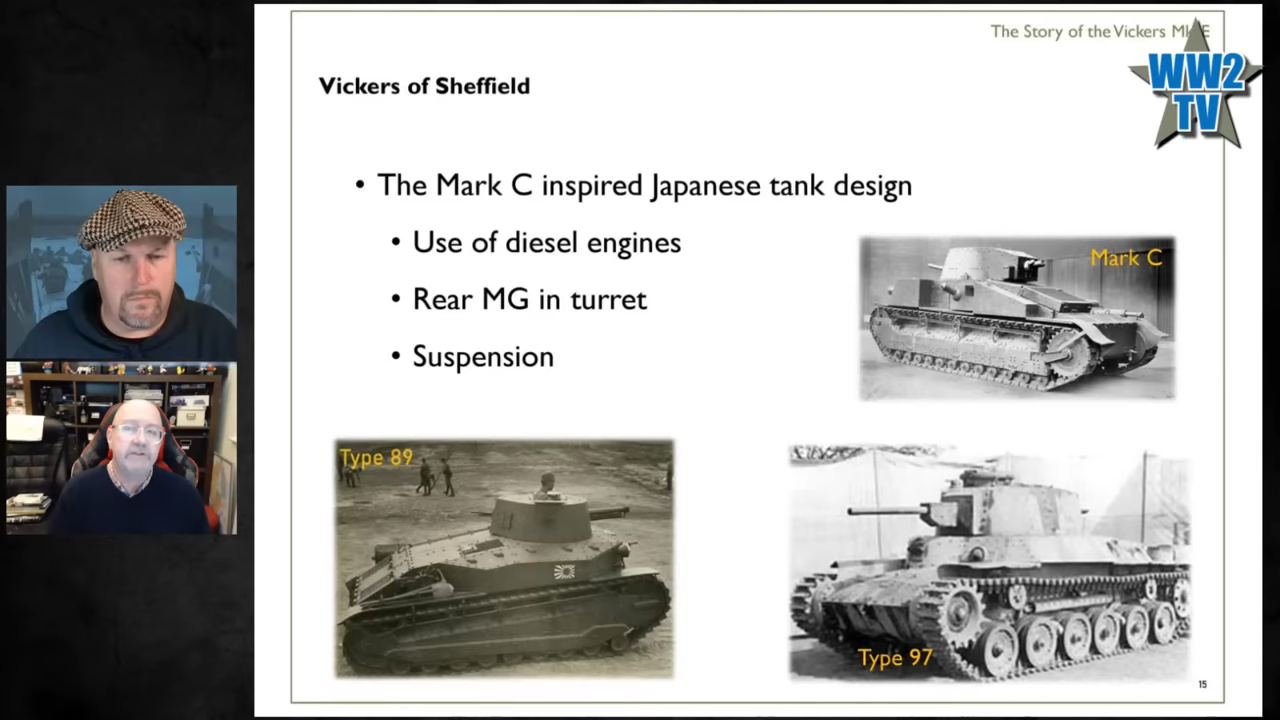 The Story of the Vickers Mk E
WW2
TV
Vickers of Sheffield
• The Mark C inspired Japanese tank design
• Use of diesel engines
• Rear MG in turret
• Suspension
Mark C
Type 89
Type 97
15